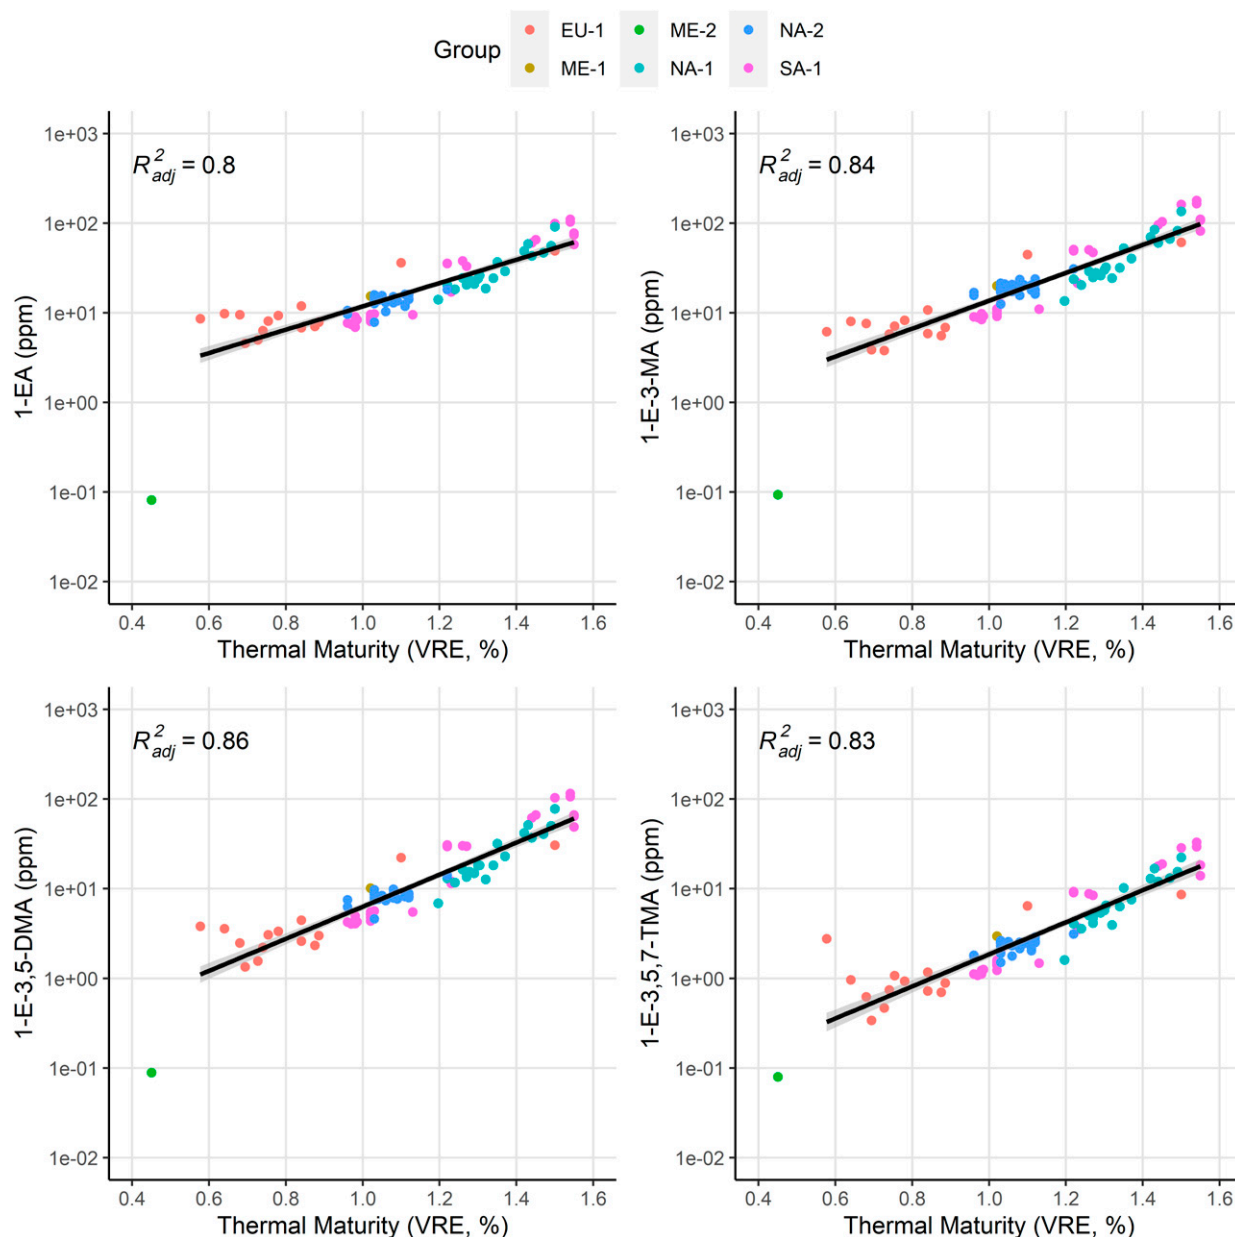 Group EU-1 ME-2 NA-2
ME-1 NA-1 SA-1
1-EA (ppm)
1e+03
1e+02
1e+01
1e+00
1e-01
1e-02
R²adj = 0.8
0.4 0.6 0.8 1.0 1.2 1.4 1.6
Thermal Maturity (VRE, %)
1-E-3-MA (ppm)
1e+03
1e+02
1e+01
1e+00
1e-01
1e-02
R²adj = 0.84
0.4 0.6 0.8 1.0 1.2 1.4 1.6
Thermal Maturity (VRE, %)
1-E-3,5-DMA (ppm)
1e+03
1e+02
1e+01
1e+00
1e-01
1e-02
R²adj = 0.86
0.4 0.6 0.8 1.0 1.2 1.4 1.6
Thermal Maturity (VRE, %)
1-E-3,5,7-TMA (ppm)
1e+03
1e+02
1e+01
1e+00
1e-01
1e-02
R²adj = 0.83
0.4 0.6 0.8 1.0 1.2 1.4 1.6
Thermal Maturity (VRE, %)